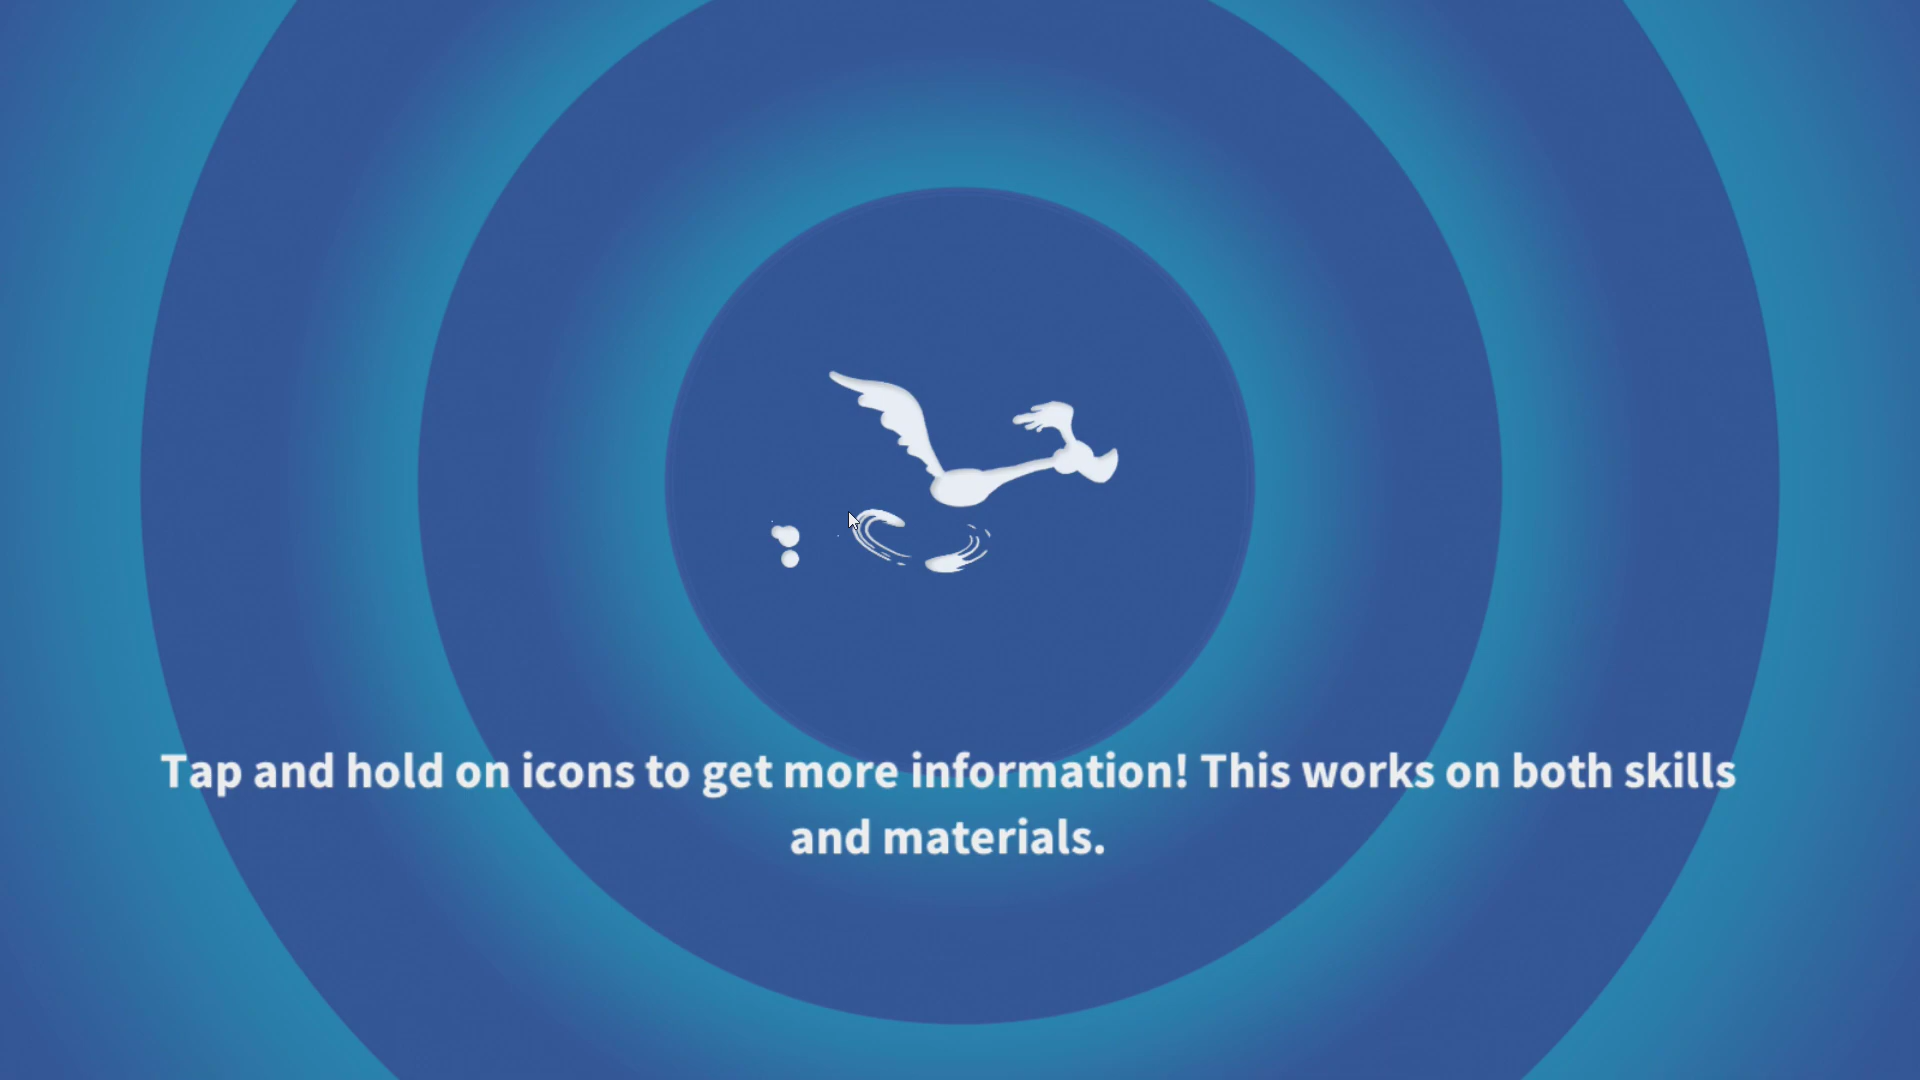 Tap and hold on icons to get more information! This works on both skills
and materials.